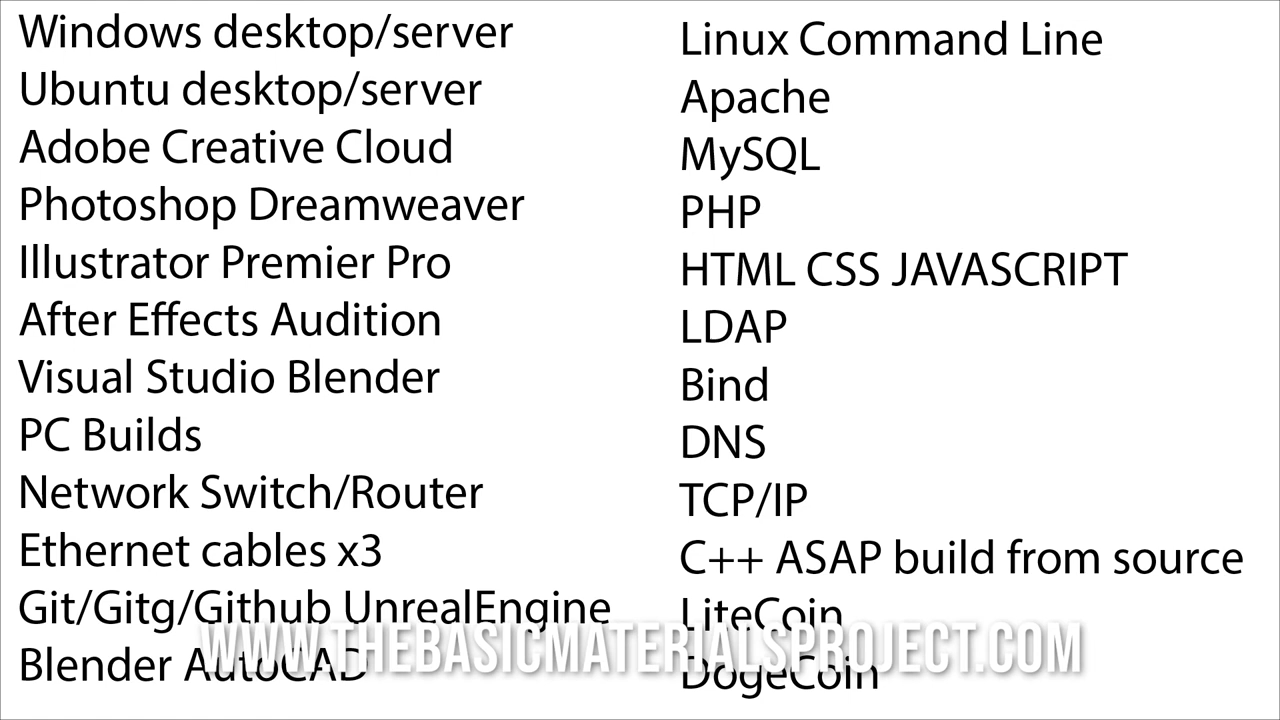 Windows desktop/server
Ubuntu desktop/server
Adobe Creative Cloud
Photoshop Dreamweaver
Illustrator Premier Pro
After Effects Audition
Visual Studio Blender
PC Builds
Network Switch/Router
Ethernet cables x3
Git/Gitg/Github UnrealEngine
Blender AutoCAD
Linux Command Line
Apache
MySQL
PHP
HTML CSS JAVASCRIPT
LDAP
Bind
DNS
TCP/IP
C++ ASAP build from source
LiteCoin
DogeCoin
WWW.THEBASICMATERIALSPROJECT.COM